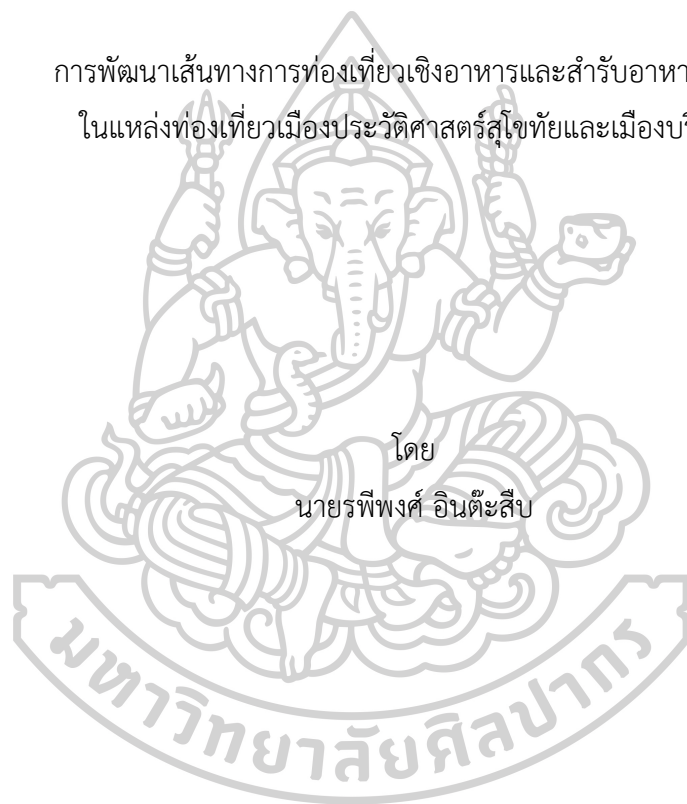 การพัฒนาเส้นทางการท่องเที่ยวเชิงอาหารและสำรับอาหา
ในแหล่งท่องเที่ยวเมืองประวัติศาสตร์สุโขทัยและเมืองบริ
โดย
นายรพีพงศ์ อินต๊ะสืบ
มหาวิทยาลัยศิลปากร